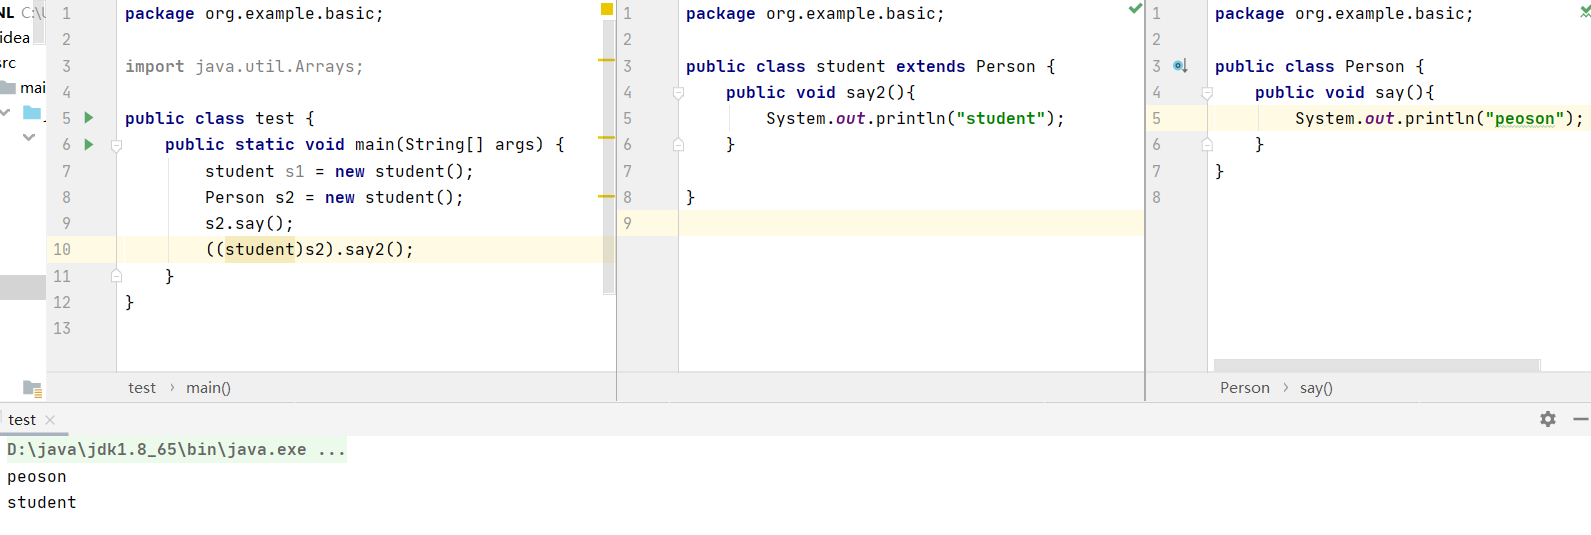 NL C:\U
idea
src
mai
1 package org.example.basic;
2
3 import java.util.Arrays;
4
5 public class test {
6 public static void main(String[] args) {
7 student s1 = new student();
8 Person s2 = new student();
9 s2.say();
10 ((student)s2).say2();
11 }
12 }
13
test › main()
1 package org.example.basic;
2
3 public class student extends Person {
4 public void say2(){
5 System.out.println("student");
6 }
7
8 }
9
1 package org.example.basic;
2
3 public class Person {
4 public void say(){
5 System.out.println("peoson");
6 }
7 }
8
Person › say()
test ×
D:\java\jdk1.8_65\bin\java.exe ...
peoson
student